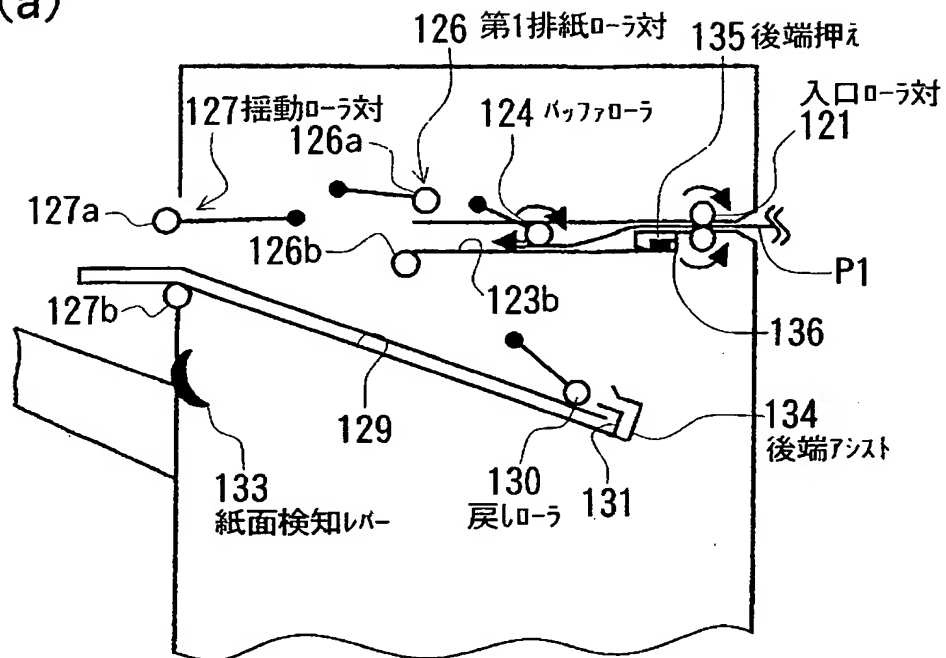 (a)
126 第1排紙ローラ対
135 後端押え
127 揺動ローラ対
126a
124 バッファローラ
入口ローラ対
121
127a
126b
123b
P1
127b
136
129
134
後端アシスト
133
紙面検知レバー
130
戻しローラ
131